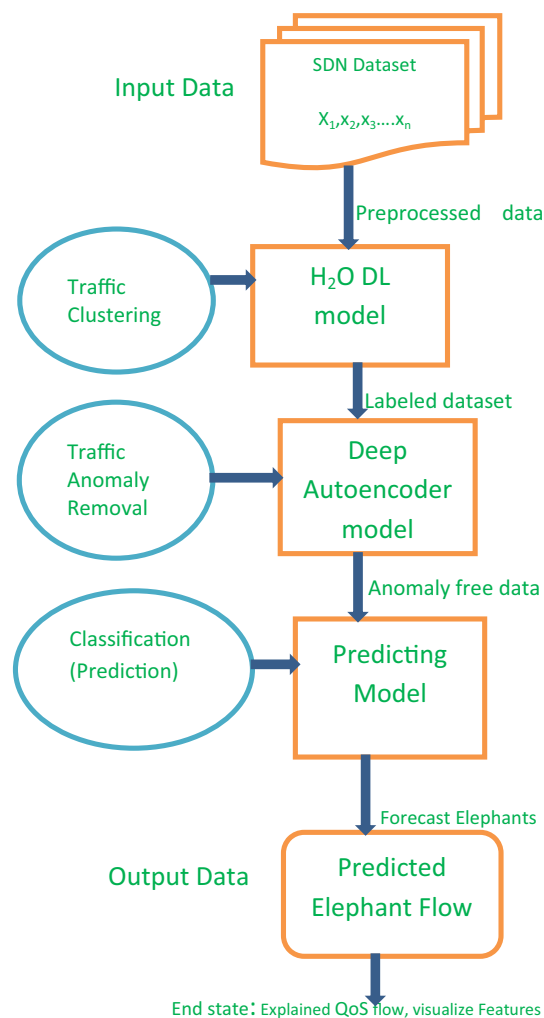 SDN Dataset
Input Data
X₁,x₂,x₃....xₙ
Preprocessed data
Traffic
Clustering
H₂O DL
model
Labeled dataset
Traffic
Anomaly
Removal
Deep
Autoencoder
model
Anomaly free data
Classification
(Prediction)
Predicting
Model
Forecast Elephants
Output Data
Predicted
Elephant Flow
End state: Explained QoS flow, visualize Features